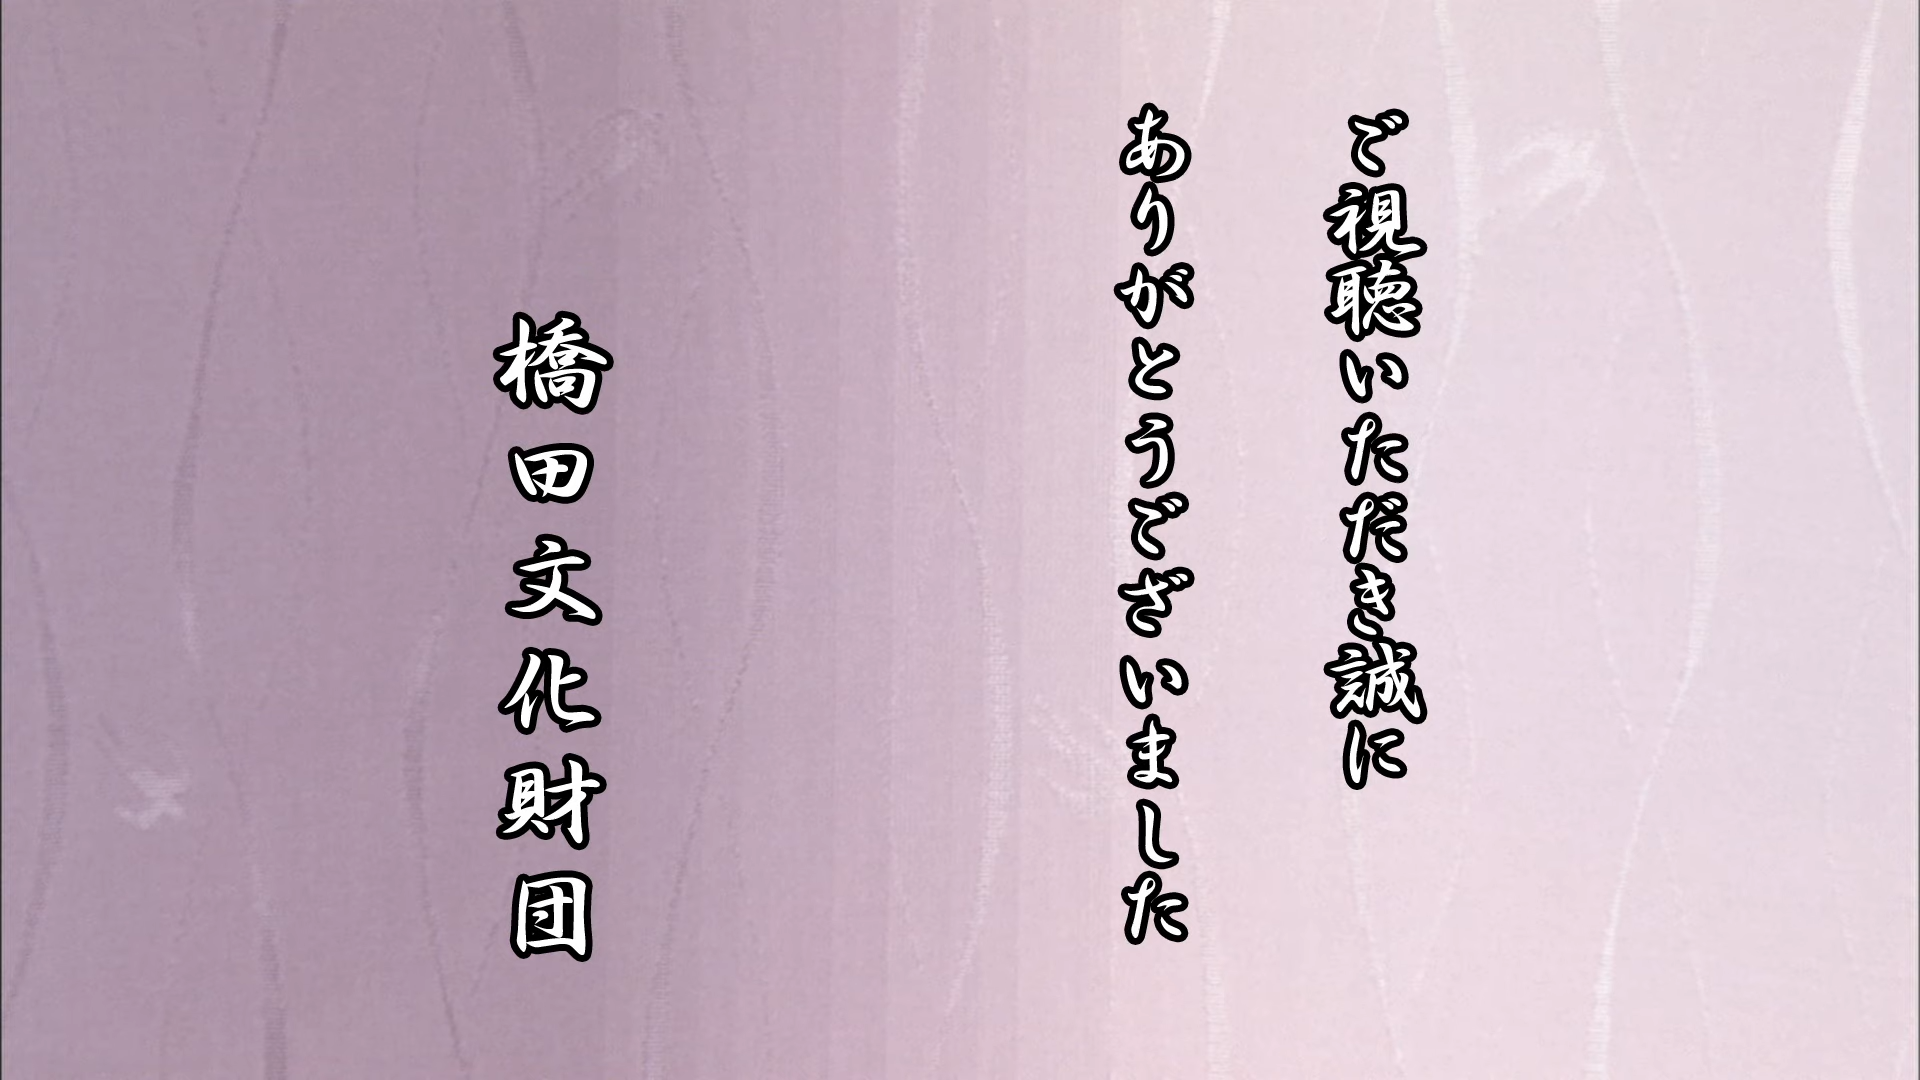 ご視聴いただき誠に
ありがとうございました
橋田文化財団